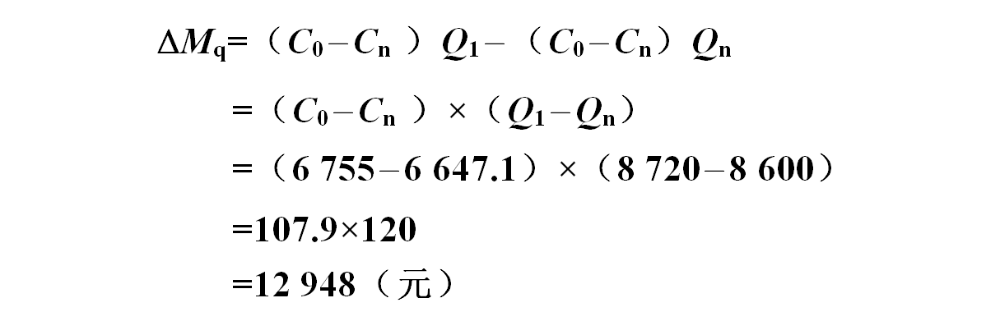 ΔMq=（C0−Cn ）Q1−（C0−Cn）Qn
=（C0−Cn ）×（Q1−Qn）
=（6 755−6 647.1）×（8 720−8 600）
=107.9×120
=12 948（元）